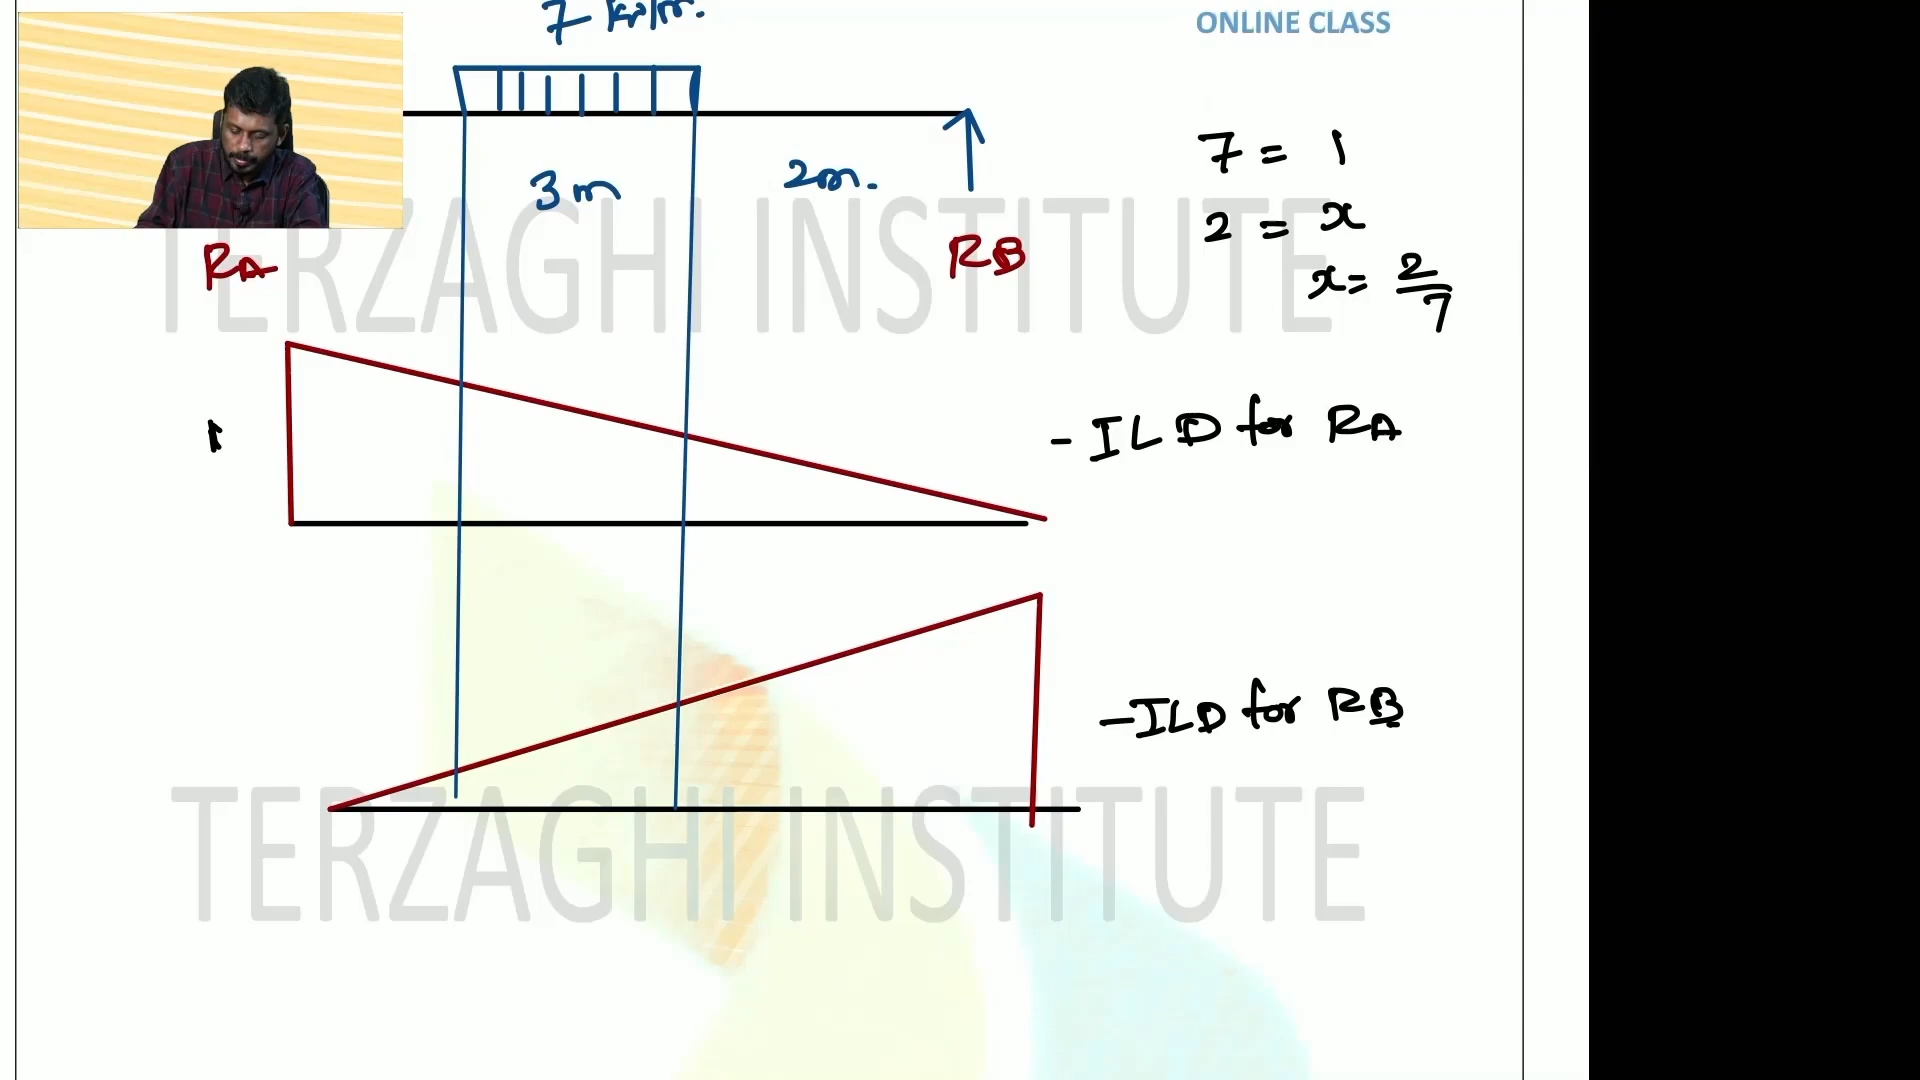 7 kN/m.
ONLINE CLASS
3m
2m.
7 = 1
2 = x
x = 2/7
TERZAGHI INSTITUTE
RA
RB
1
- ILD for RA
- ILD for RB
TERZAGHI INSTITUTE